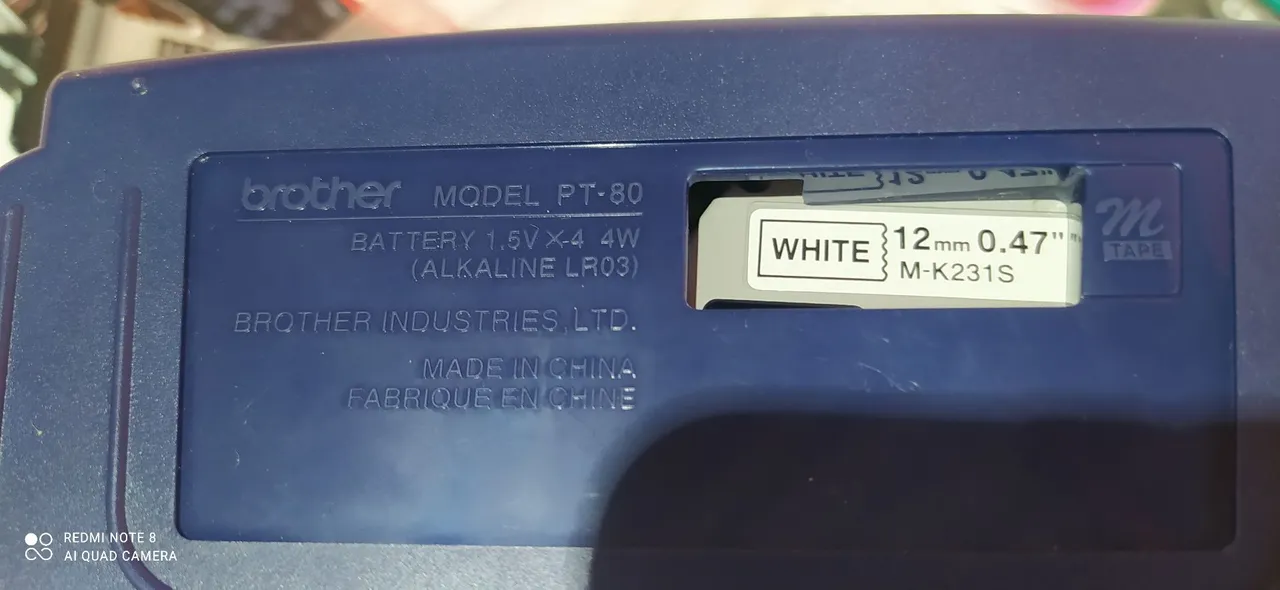 brother MODEL PT-80
BATTERY 1.5V X 4 4W
(ALKALINE LR03)
BROTHER INDUSTRIES, LTD.
MADE IN CHINA
FABRIQUE EN CHINE
WHITE 12mm 0.47"
M-K231S
M
TAPE
REDMI NOTE 8
AI QUAD CAMERA